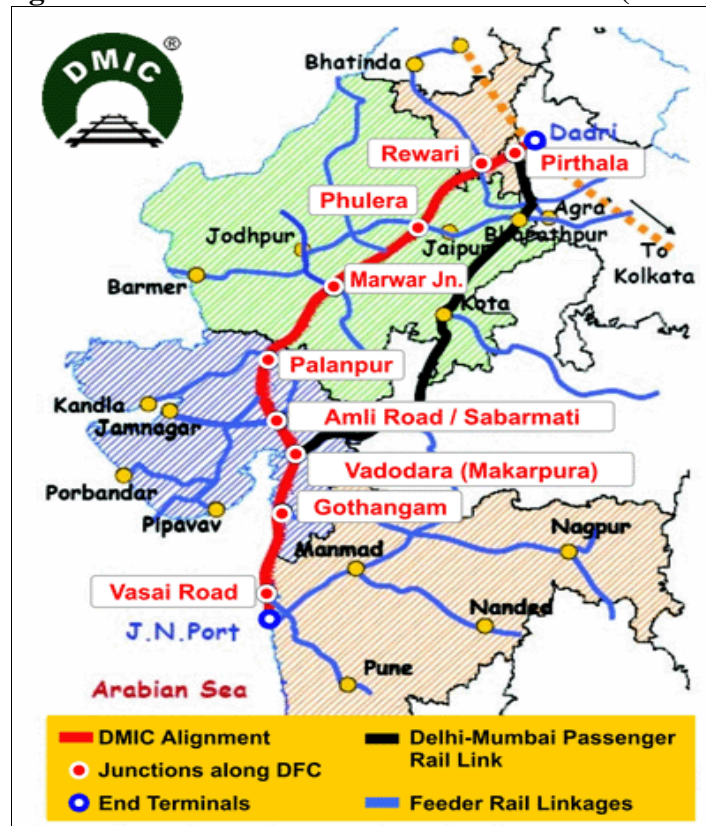 DMIC
®
Bhatinda
Dadri
Rewari
Pirthala
Phulera
Agra
Jodhpur
Jaipur
Bharathpur
To
Kolkata
Barmer
Marwar Jn.
Kota
Palanpur
Kandla
Jamnagar
Amli Road / Sabarmati
Porbandar
Vadodara (Makarpura)
Pipavav
Gothangam
Nagpur
Manmad
Vasai Road
Nanded
J.N.Port
Pune
Arabian Sea
DMIC Alignment
Delhi-Mumbai Passenger
Rail Link
Junctions along DFC
End Terminals
Feeder Rail Linkages